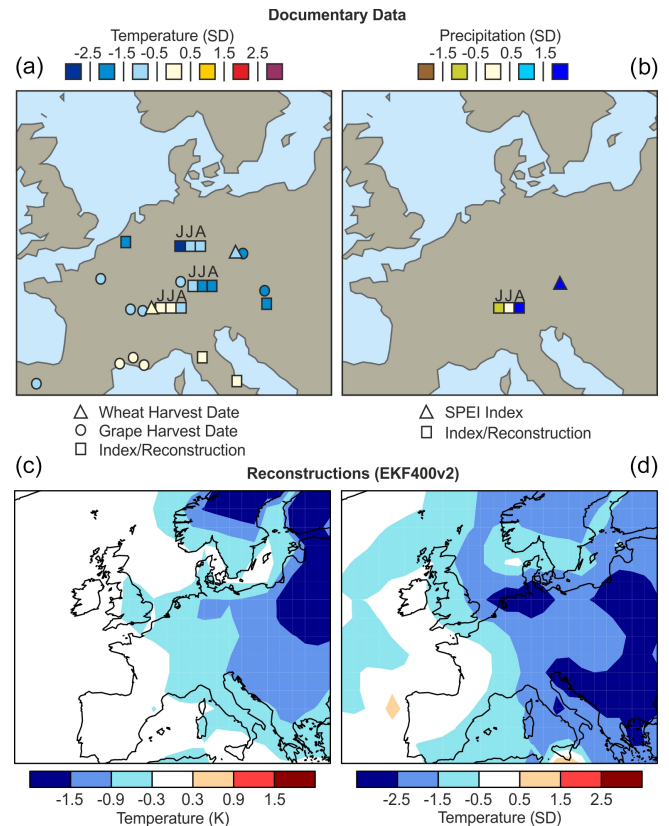 Documentary Data
Temperature (SD)
-2.5 -1.5 -0.5 0.5 1.5 2.5
(a)
Precipitation (SD)
-1.5 -0.5 0.5 1.5
(b)
JJA
JJA
JJA
JJA
△ Wheat Harvest Date
○ Grape Harvest Date
□ Index/Reconstruction
△ SPEI Index
□ Index/Reconstruction
(c)
Reconstructions (EKF400v2)
(d)
-1.5 -0.9 -0.3 0.3 0.9 1.5
Temperature (K)
-2.5 -1.5 -0.5 0.5 1.5 2.5
Temperature (SD)